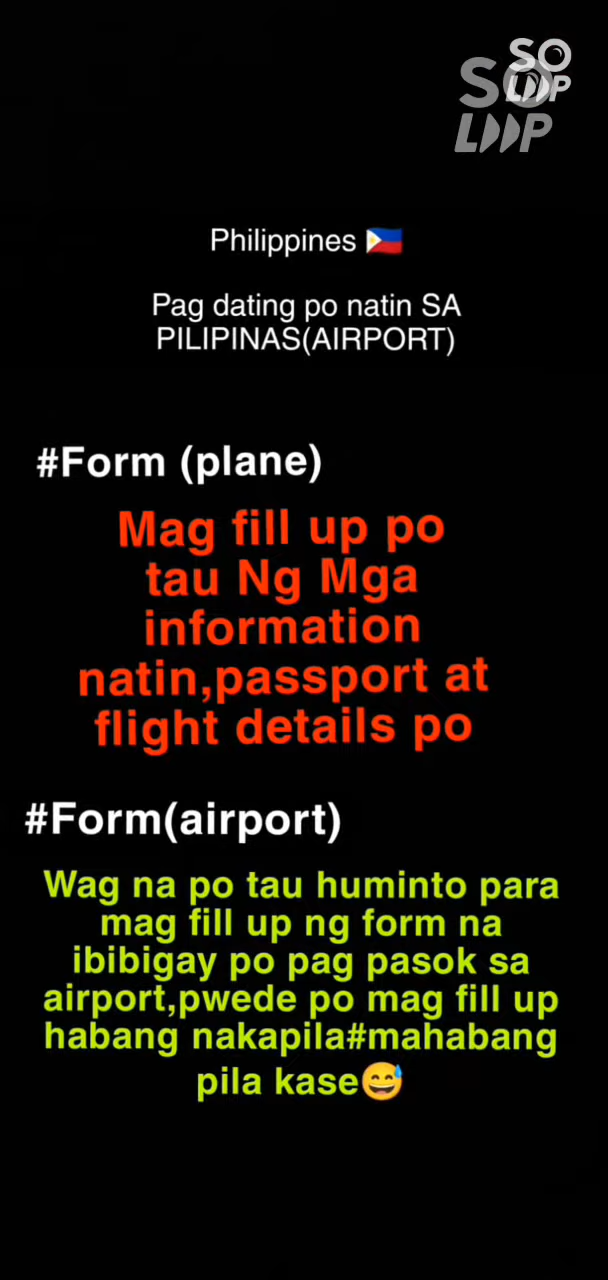 SO
LOOP
SO
LOOP
Philippines 🇵🇭
Pag dating po natin SA
PILIPINAS(AIRPORT)
#Form (plane)
Mag fill up po
tau Ng Mga
information
natin,passport at
flight details po
#Form(airport)
Wag na po tau huminto para
mag fill up ng form na
ibibigay po pag pasok sa
airport,pwede po mag fill up
habang nakapila#mahabang
pila kase😅